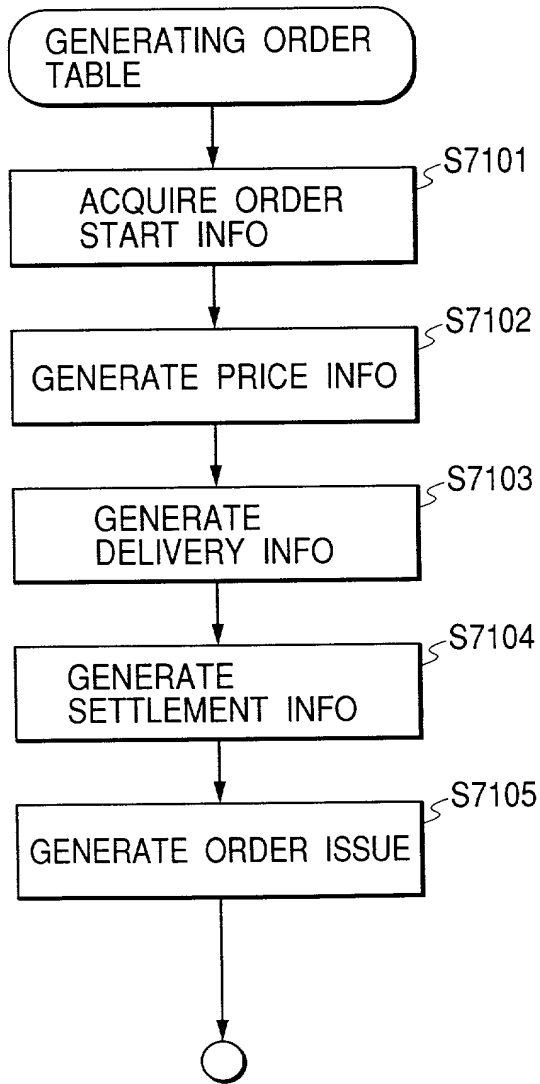 GENERATING ORDER
TABLE
S7101
ACQUIRE ORDER
START INFO
S7102
GENERATE PRICE INFO
S7103
GENERATE
DELIVERY INFO
S7104
GENERATE
SETTLEMENT INFO
S7105
GENERATE ORDER ISSUE